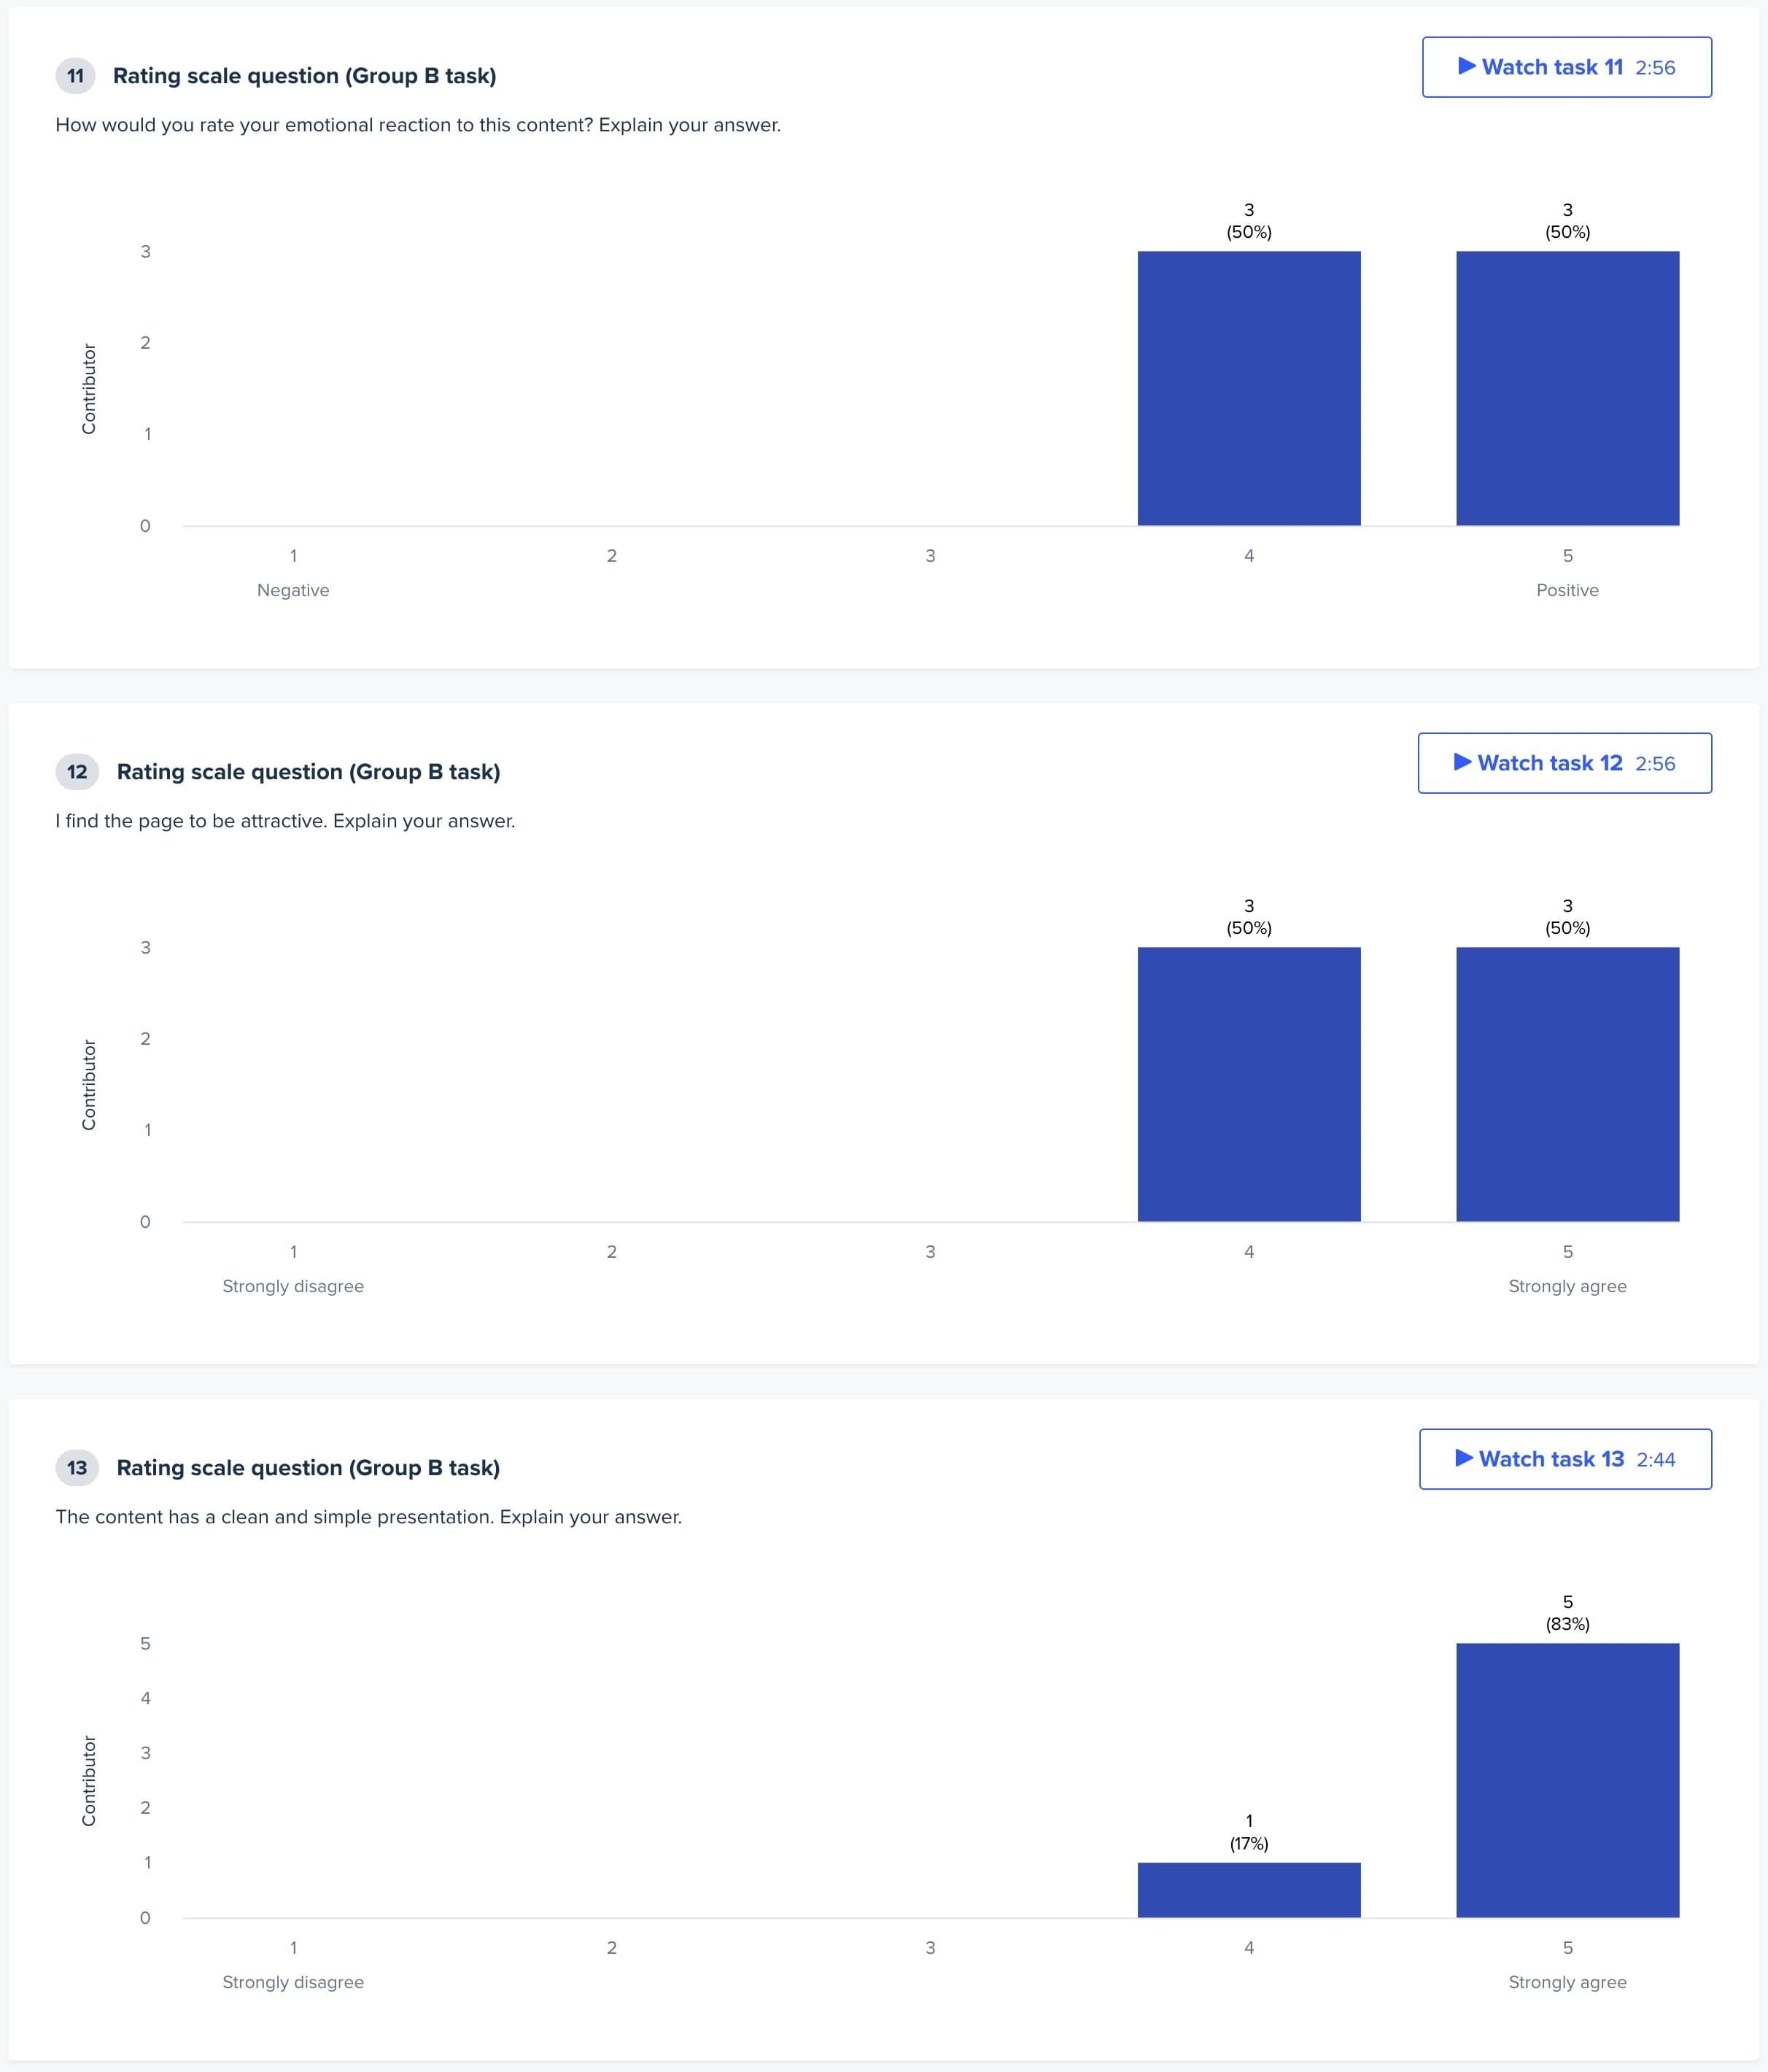 11 Rating scale question (Group B task)
Watch task 11 2:56
How would you rate your emotional reaction to this content? Explain your answer.
3
(50%)
3
(50%)
3
2
1
0
Contributor
1
2
3
4
5
Negative
Positive
12 Rating scale question (Group B task)
Watch task 12 2:56
I find the page to be attractive. Explain your answer.
3
(50%)
3
(50%)
3
2
1
0
Contributor
1
2
3
4
5
Strongly disagree
Strongly agree
13 Rating scale question (Group B task)
Watch task 13 2:44
The content has a clean and simple presentation. Explain your answer.
5
(83%)
1
(17%)
5
4
3
2
1
0
Contributor
1
2
3
4
5
Strongly disagree
Strongly agree